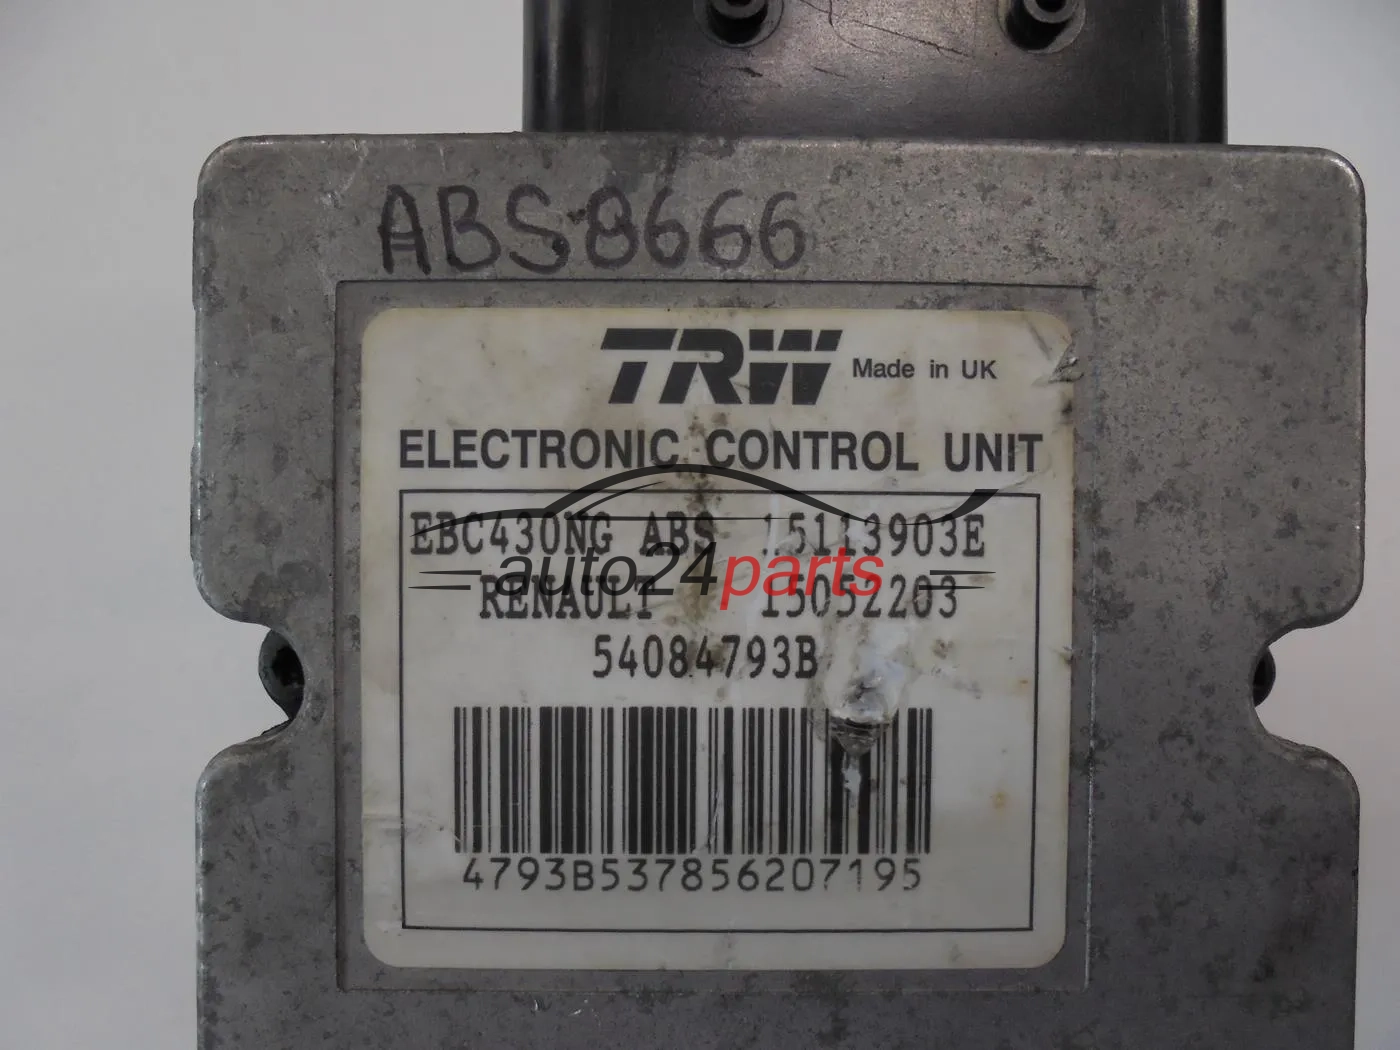 ABS8666
TRW Made in UK
ELECTRONIC CONTROL UNIT
EBC430NG ABS 15113903E
auto24parts
RENAULT 15052203
54084793B
4793B537856207195